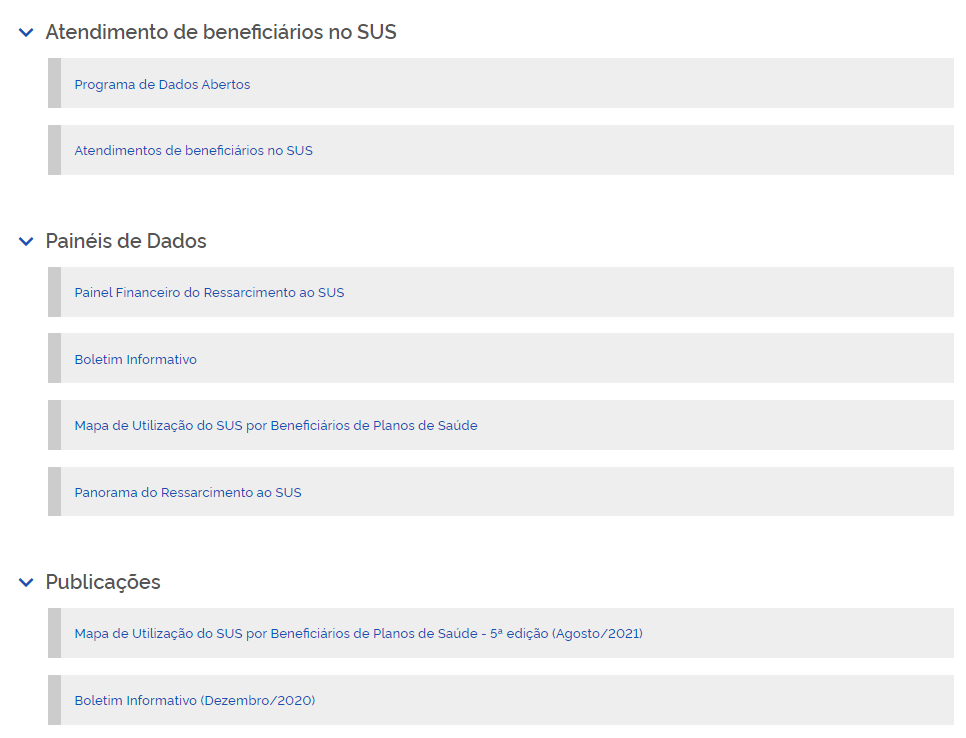 Atendimento de beneficiários no SUS
Programa de Dados Abertos
Atendimentos de beneficiários no SUS
Painéis de Dados
Painel Financeiro do Ressarcimento ao SUS
Boletim Informativo
Mapa de Utilização do SUS por Beneficiários de Planos de Saúde
Panorama do Ressarcimento ao SUS
Publicações
Mapa de Utilização do SUS por Beneficiários de Planos de Saúde - 5ª edição (Agosto/2021)
Boletim Informativo (Dezembro/2020)